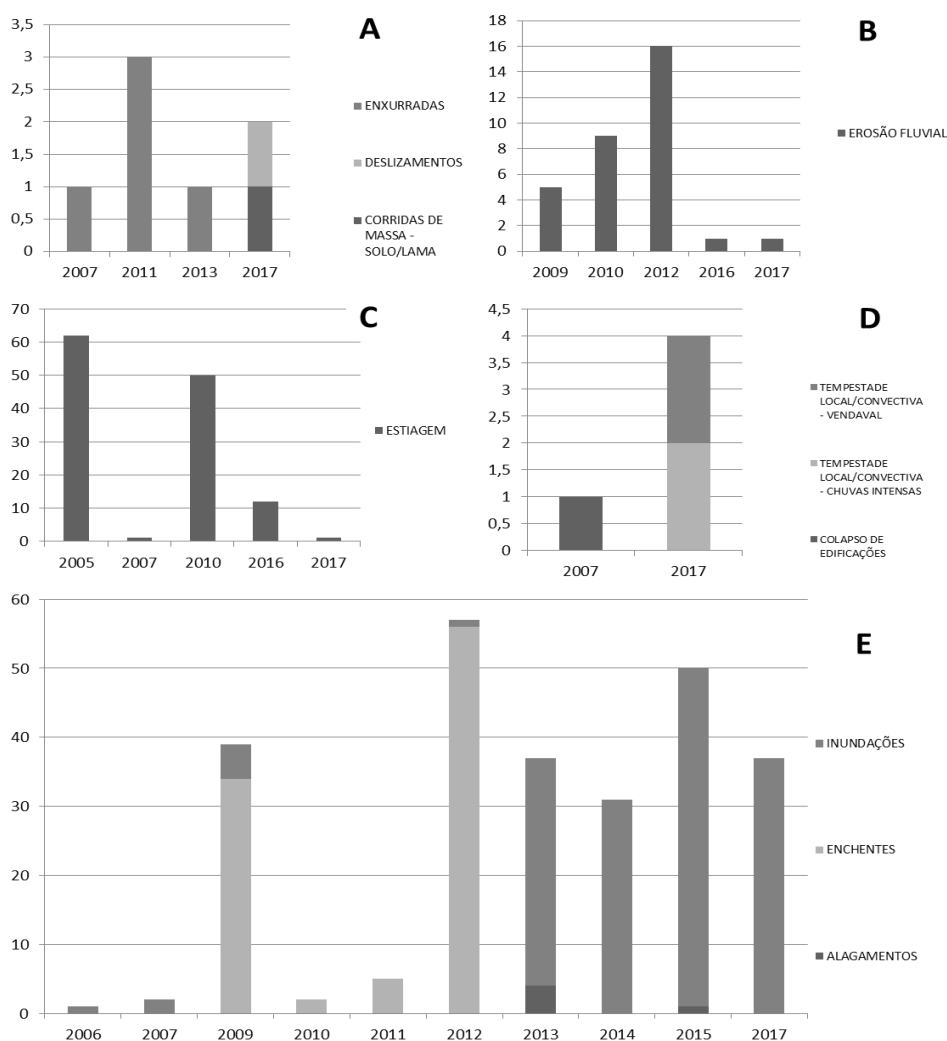 A
3,5
3
2,5
2
1,5
1
0,5
0
2007 2011 2013 2017
ENXURRADAS
DESLIZAMENTOS
CORRIDAS DE
MASSA -
SOLO/LAMA
B
18
16
14
12
10
8
6
4
2
0
2009 2010 2012 2016 2017
EROSÃO FLUVIAL
C
70
60
50
40
30
20
10
0
2005 2007 2010 2016 2017
ESTIAGEM
D
4,5
4
3,5
3
2,5
2
1,5
1
0,5
0
2007 2017
TEMPESTADE
LOCAL/CONVECTIVA
- VENDAVAL
TEMPESTADE
LOCAL/CONVECTIVA
- CHUVAS INTENSAS
COLAPSO DE
EDIFICAÇÕES
E
60
50
40
30
20
10
0
2006 2007 2009 2010 2011 2012 2013 2014 2015 2017
INUNDAÇÕES
ENCHENTES
ALAGAMENTOS